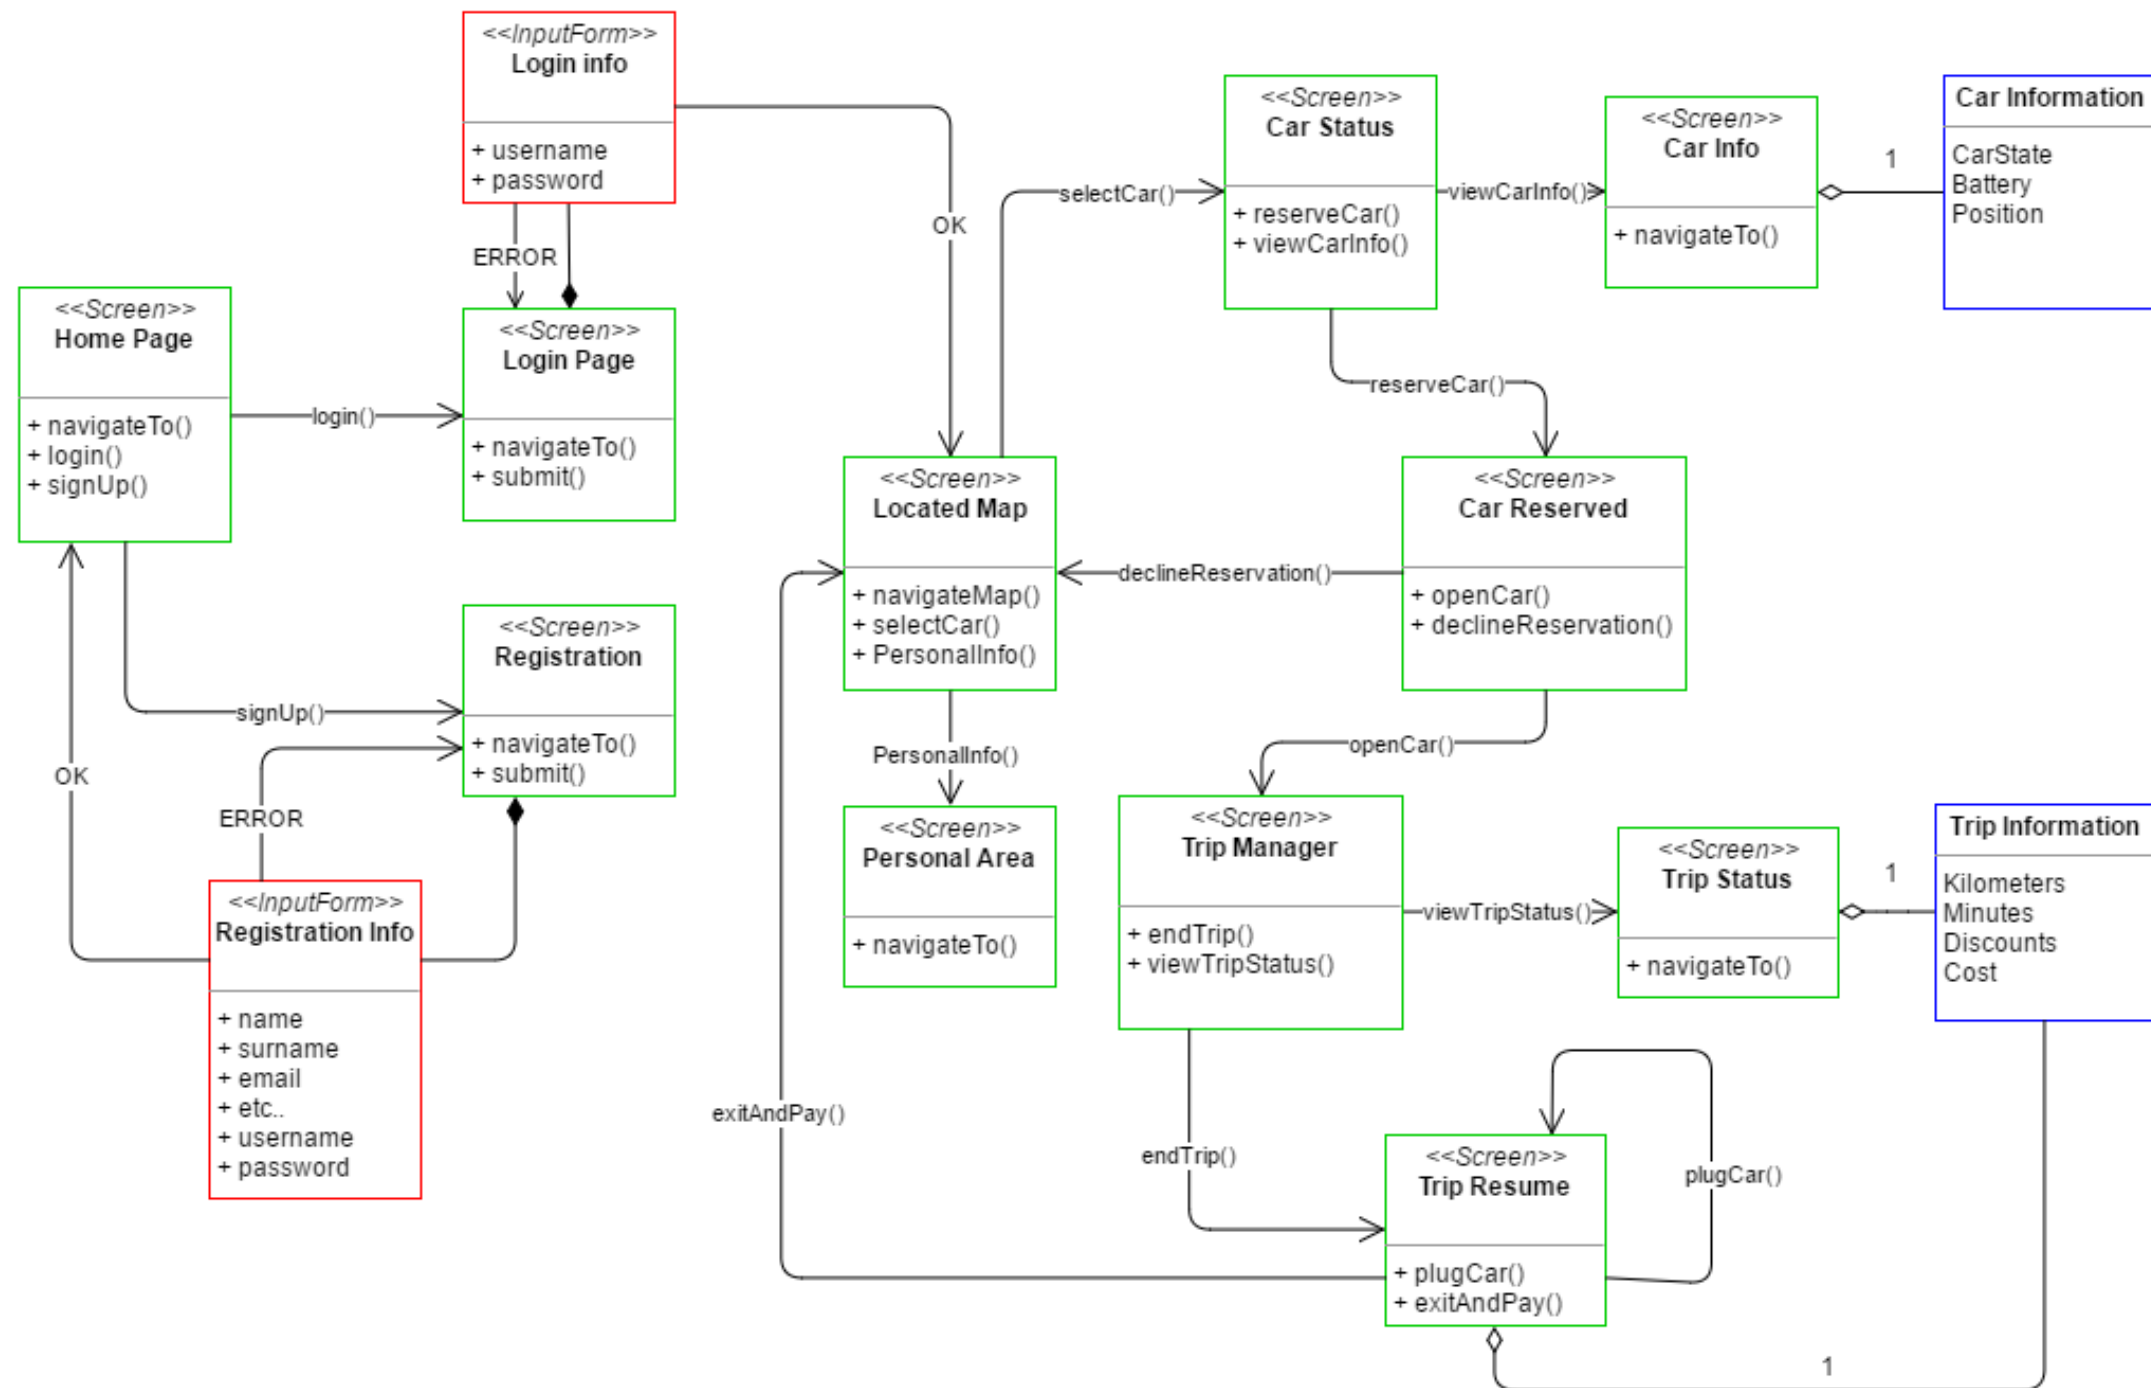 <<InputForm>>
Login info
+ username
+ password
ERROR
OK
<<Screen>>
Home Page
+ navigateTo()
+ login()
+ signUp()
login()
<<Screen>>
Login Page
+ navigateTo()
+ submit()
signUp()
<<Screen>>
Registration
+ navigateTo()
+ submit()
OK
ERROR
<<InputForm>>
Registration Info
+ name
+ surname
+ email
+ etc..
+ username
+ password
<<Screen>>
Located Map
+ navigateMap()
+ selectCar()
+ PersonalInfo()
PersonalInfo()
<<Screen>>
Personal Area
+ navigateTo()
selectCar()
<<Screen>>
Car Status
+ reserveCar()
+ viewCarInfo()
viewCarInfo()
<<Screen>>
Car Info
+ navigateTo()
1
Car Information
CarState
Battery
Position
reserveCar()
<<Screen>>
Car Reserved
+ openCar()
+ declineReservation()
declineReservation()
openCar()
<<Screen>>
Trip Manager
+ endTrip()
+ viewTripStatus()
viewTripStatus()
<<Screen>>
Trip Status
+ navigateTo()
1
Trip Information
Kilometers
Minutes
Discounts
Cost
exitAndPay()
endTrip()
<<Screen>>
Trip Resume
+ plugCar()
+ exitAndPay()
plugCar()
1